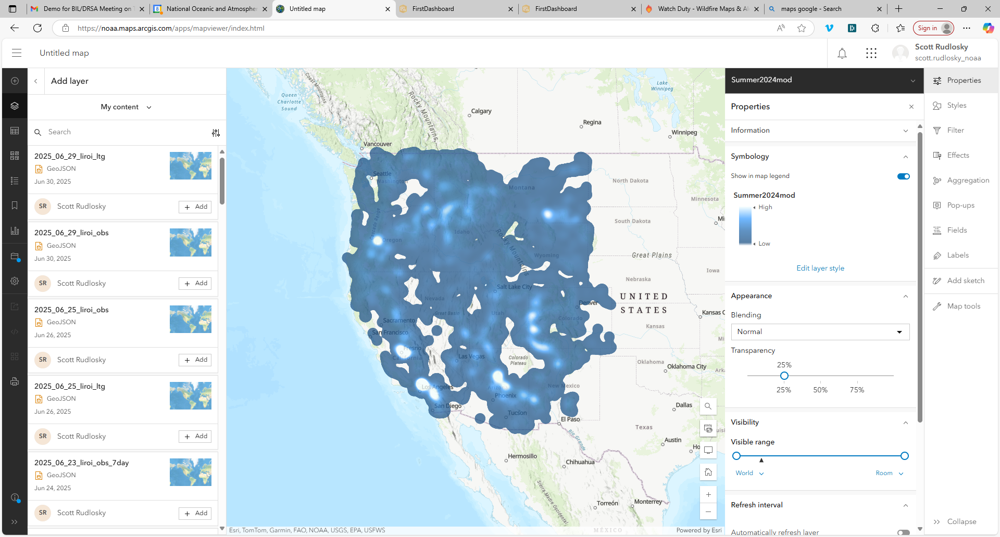 Demo for BIL/DRSA Meeting on T
National Oceanic and Atmospher
Untitled map
FirstDashboard
FirstDashboard
Watch Duty - Wildfire Maps & Al
maps google - Search
https://noaa.maps.arcgis.com/apps/mapviewer/index.html
Sign in
Untitled map
Scott Rudlosky
scott.rudlosky_noaa
Add layer
My content
Search
2025_06_29_liroi_ltg
GeoJSON
Jun 30, 2025
SR
Scott Rudlosky
Add
2025_06_29_liroi_obs
GeoJSON
Jun 30, 2025
SR
Scott Rudlosky
Add
2025_06_25_liroi_obs
GeoJSON
Jun 26, 2025
SR
Scott Rudlosky
Add
2025_06_25_liroi_ltg
GeoJSON
Jun 26, 2025
SR
Scott Rudlosky
Add
2025_06_23_liroi_obs_7day
GeoJSON
Jun 24, 2025
SR
Scott Rudlosky
Add
Coast Mountains
Queen
Charlotte
Sound
Rocky Mountains
Calgary
Lake
Winnipeg
Regina
Winnipeg
Vancouver
Seattle
Washington
Montana
North Dakota
Minnesota
South Dakota
Idaho
Cascade Range
Oregon
Rocky Mountains
Wyoming
Great Plains
Iowa
Nebraska
Salt Lake City
Nevada
Great Basin
Utah
Denver
Colorado
UNITED
STATES
Kansas C
Kansas
Sacramento
San Francisco
Fresno
California
Las Vegas
Colorado
Plateau
Oklahoma
Oklahoma City
Arka
Los Angeles
Arizona
Phoenix
New Mexico
San Diego
Tucson
El Paso
Dallas
Texas
Rio Grande
Austin
Ho
Hermosillo
Chihuahua
Sierra Madre Occidental
Torreón
Monterrey
MÉXICO
Esri, TomTom, Garmin, FAO, NOAA, USGS, EPA, USFWS
Powered by Esri
Summer2024mod
Properties
Information
Symbology
Show in map legend
Summer2024mod
High
Low
Edit layer style
Appearance
Blending
Normal
Transparency
25%
25% 50% 75%
Visibility
Visible range
World
Room
Refresh interval
Automatically refresh layer
Properties
Styles
Filter
Effects
Aggregation
Pop-ups
Fields
Labels
Add sketch
Map tools
Collapse